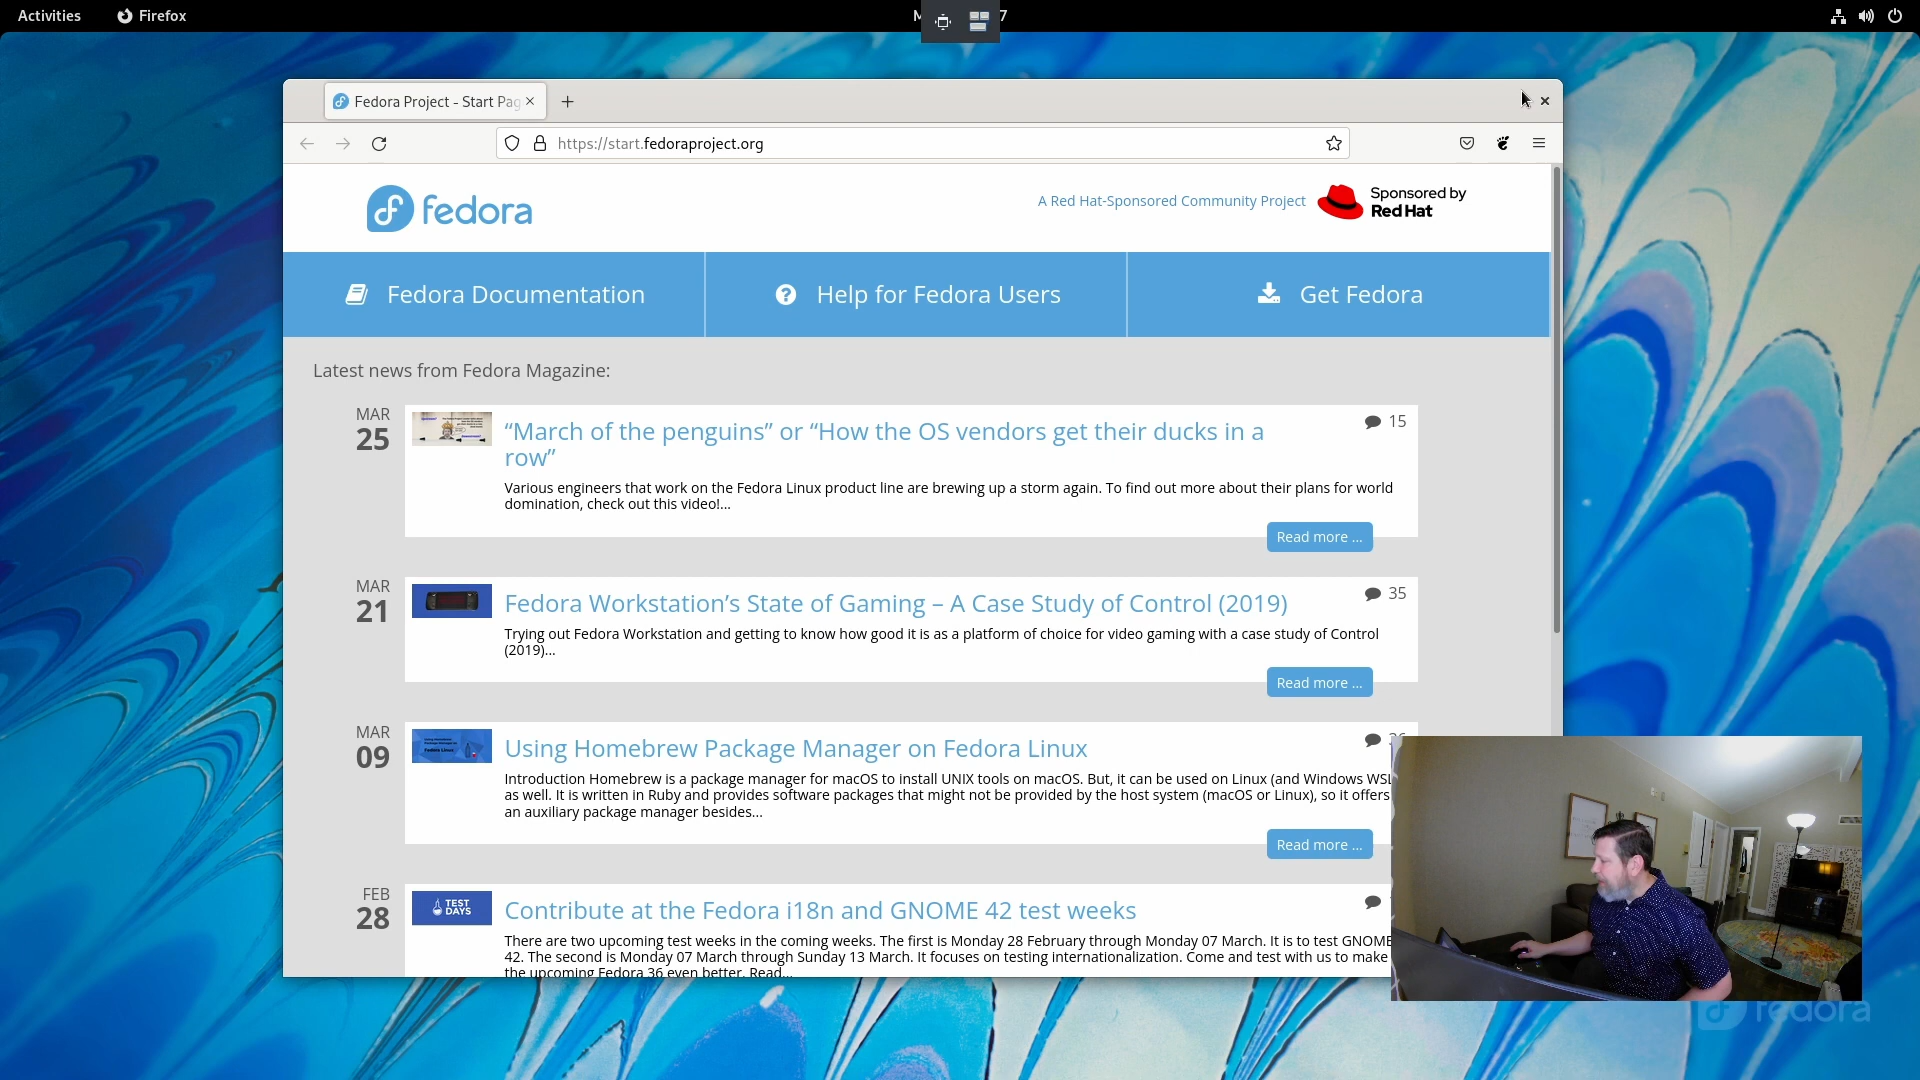 Activities
Firefox
M
7
Fedora Project - Start Pag
https://start.fedoraproject.org
fedora
A Red Hat-Sponsored Community Project
Sponsored by
Red Hat
Fedora Documentation
Help for Fedora Users
Get Fedora
Latest news from Fedora Magazine:
MAR
25
“March of the penguins” or “How the OS vendors get their ducks in a
row”
15
Various engineers that work on the Fedora Linux product line are brewing up a storm again. To find out more about their plans for world
domination, check out this video!...
Read more ...
MAR
21
Fedora Workstation’s State of Gaming – A Case Study of Control (2019)
35
Trying out Fedora Workstation and getting to know how good it is as a platform of choice for video gaming with a case study of Control
(2019)...
Read more ...
MAR
09
Using Homebrew Package Manager on Fedora Linux
Introduction Homebrew is a package manager for macOS to install UNIX tools on macOS. But, it can be used on Linux (and Windows WSL
as well. It is written in Ruby and provides software packages that might not be provided by the host system (macOS or Linux), so it offers
an auxiliary package manager besides...
Read more ...
FEB
28
TEST
DAYS
Contribute at the Fedora i18n and GNOME 42 test weeks
There are two upcoming test weeks in the coming weeks. The first is Monday 28 February through Monday 07 March. It is to test GNOME
42. The second is Monday 07 March through Sunday 13 March. It focuses on testing internationalization. Come and test with us to make
the upcoming Fedora 36 even better. Read...
fedora